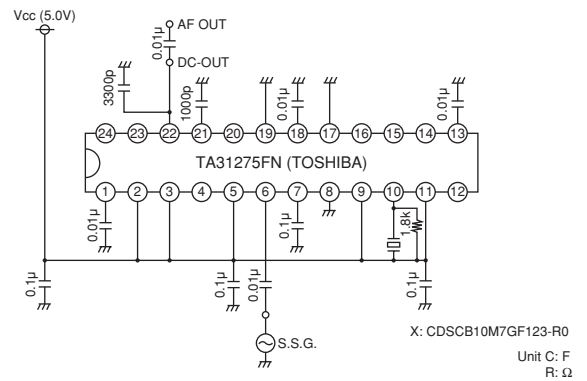 Vcc (5.0V)
AF OUT
0.01μ
DC-OUT
3300p
1000p
0.01μ
0.01μ
24 23 22 21 20 19 18 17 16 15 14 13
TA31275FN (TOSHIBA)
1 2 3 4 5 6 7 8 9 10 11 12
0.01μ
0.1μ
1.8k
0.1μ
0.1μ
0.01μ
0.1μ
S.S.G.
X: CDSCB10M7GF123-R0
Unit C: F
R: Ω